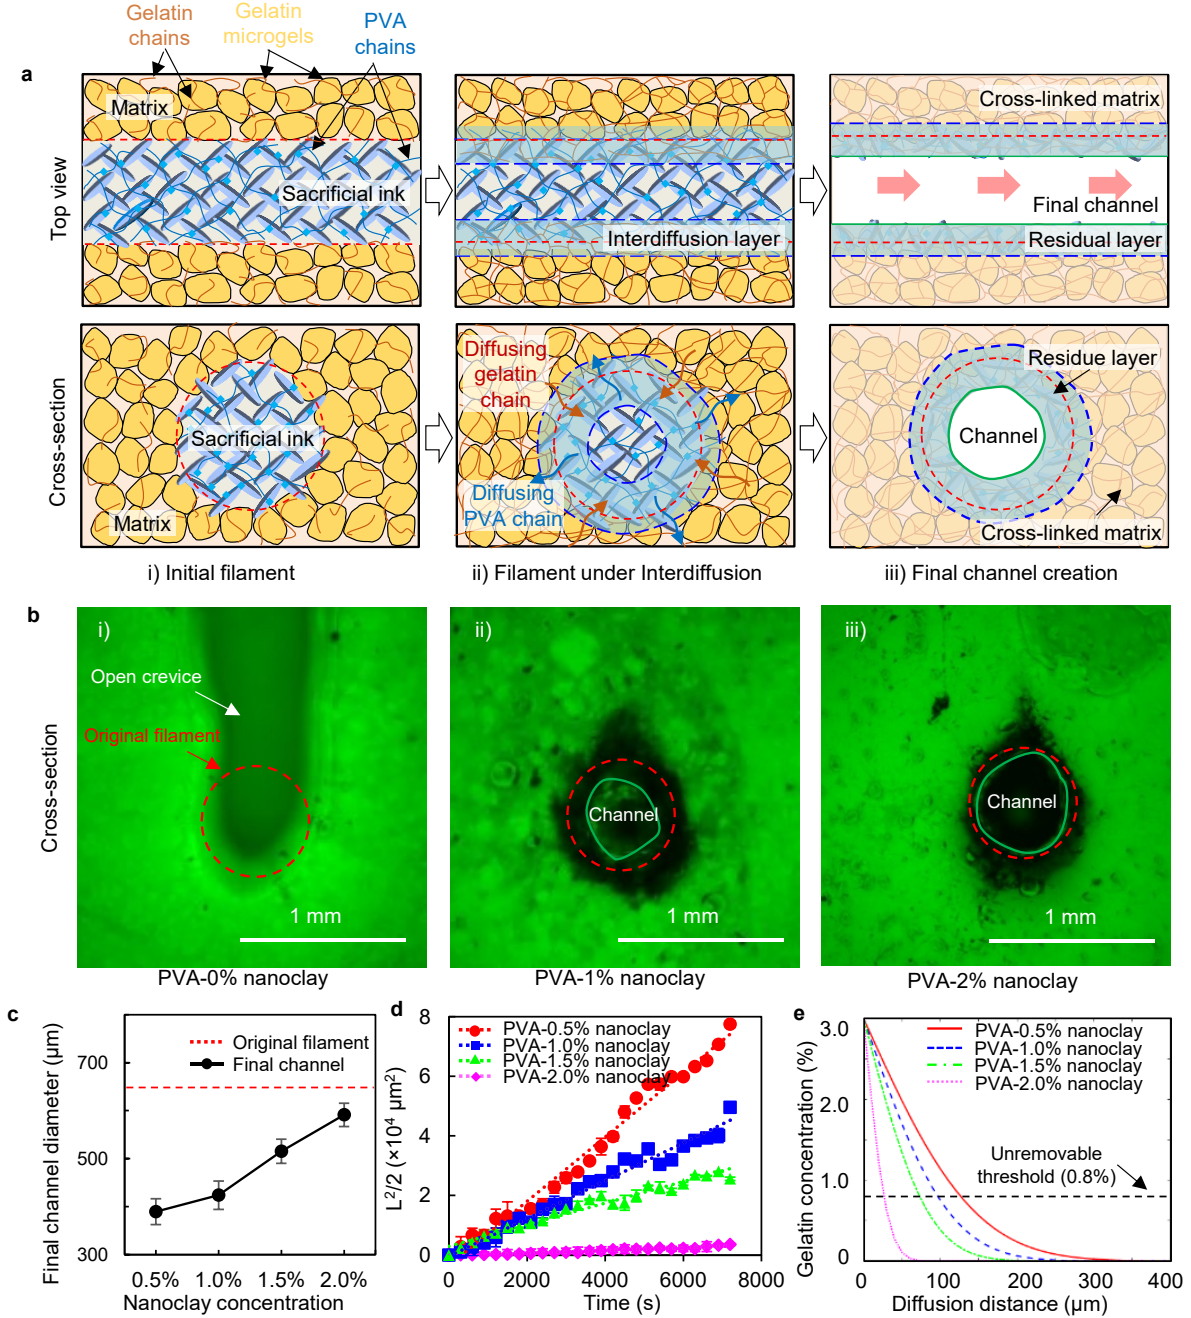 Gelatin chains
Gelatin microgels
PVA chains
a
Top view
Matrix
Sacrificial ink
Interdiffusion layer
Cross-linked matrix
Final channel
Residual layer
Cross-section
Sacrificial ink
Matrix
Diffusing gelatin chain
Diffusing PVA chain
Residue layer
Channel
Cross-linked matrix
i) Initial filament
ii) Filament under Interdiffusion
iii) Final channel creation
b
Cross-section
i)
Open crevice
Original filament
1 mm
ii)
Channel
1 mm
iii)
Channel
1 mm
PVA-0% nanoclay
PVA-1% nanoclay
PVA-2% nanoclay
c
Final channel diameter (μm)
700
500
300
Original filament
Final channel
0.5% 1.0% 1.5% 2.0%
Nanoclay concentration
d
L²/2 (×10⁴ μm²)
8
6
4
2
0
PVA-0.5% nanoclay
PVA-1.0% nanoclay
PVA-1.5% nanoclay
PVA-2.0% nanoclay
0 2000 4000 6000 8000
Time (s)
e
Gelatin concentration (%)
3.0
2.0
1.0
0
PVA-0.5% nanoclay
PVA-1.0% nanoclay
PVA-1.5% nanoclay
PVA-2.0% nanoclay
Unremovable
threshold (0.8%)
0 100 200 300 400
Diffusion distance (μm)